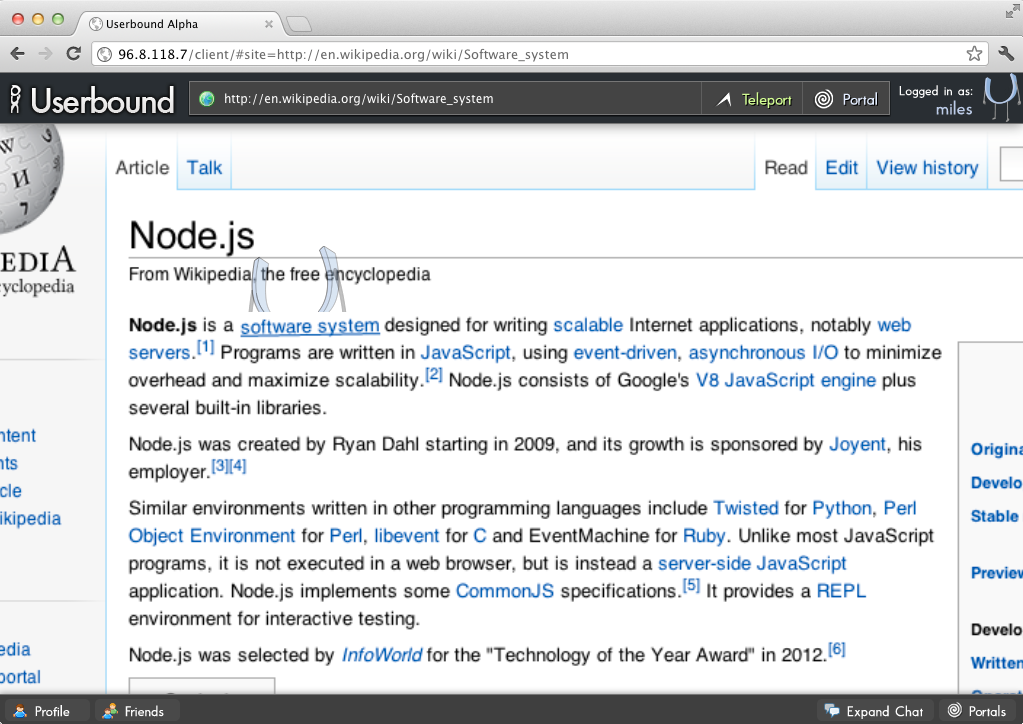 Userbound Alpha
96.8.118.7/client/#site=http://en.wikipedia.org/wiki/Software_system
Userbound
http://en.wikipedia.org/wiki/Software_system
Teleport
Portal
Logged in as:
miles
W
И
7
EDIA
yclopedia
Article
Talk
Read
Edit
View history
Node.js
From Wikipedia, the free encyclopedia
Node.js is a software system designed for writing scalable Internet applications, notably web
servers.[1] Programs are written in JavaScript, using event-driven, asynchronous I/O to minimize
overhead and maximize scalability.[2] Node.js consists of Google's V8 JavaScript engine plus
several built-in libraries.
Node.js was created by Ryan Dahl starting in 2009, and its growth is sponsored by Joyent, his
employer.[3][4]
Similar environments written in other programming languages include Twisted for Python, Perl
Object Environment for Perl, libevent for C and EventMachine for Ruby. Unlike most JavaScript
programs, it is not executed in a web browser, but is instead a server-side JavaScript
application. Node.js implements some CommonJS specifications.[5] It provides a REPL
environment for interactive testing.
Node.js was selected by InfoWorld for the "Technology of the Year Award" in 2012.[6]
ntent
nts
cle
ikipedia
edia
portal
Origina
Develo
Stable
Preview
Develo
Written
Profile
Friends
Expand Chat
Portals